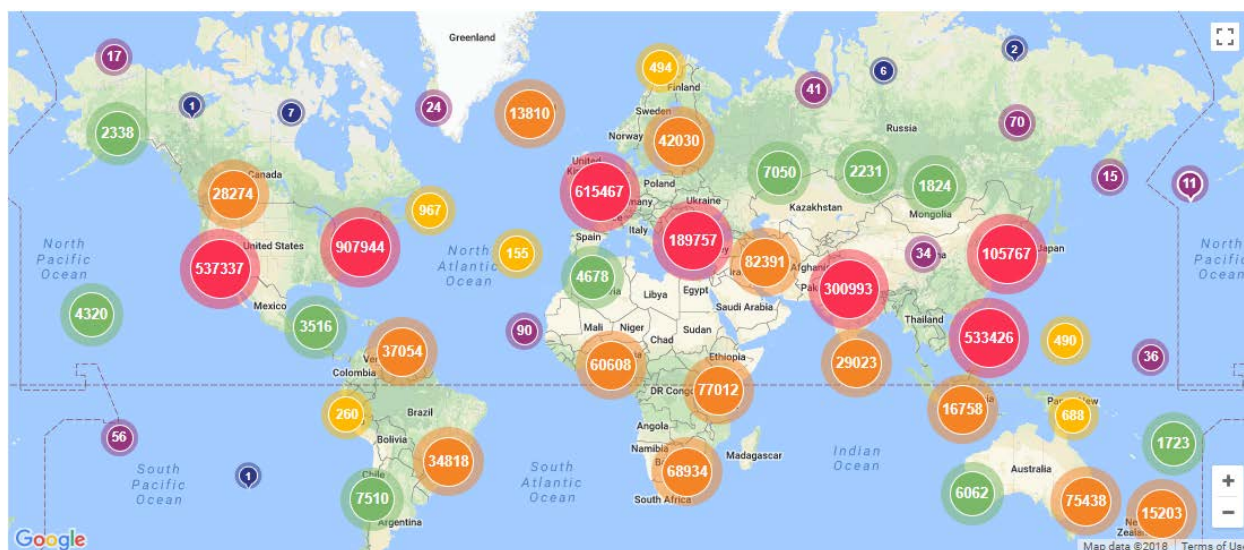 Greenland
17
494
2
6
41
1
7
24
13810
Finland
Sweden
70
2338
Norway
42030
Russia
United
7050
2231
15
28274
Canada
615467
Poland
1824
11
967
Ukraine
Kazakhstan
Mongolia
North
Pacific
Ocean
United States
907944
North
Atlantic
Ocean
155
Spain
Italy
189757
82391
34
105767
Japan
North
Pacific
Ocean
537337
4678
300993
Libya
Egypt
Saudi Arabia
4320
Mexico
3516
90
Mali
Niger
Chad
Sudan
Thailand
533426
490
36
37054
Colombia
60608
Ethiopia
29023
DR Congo
77012
260
Brazil
16758
688
56
Angola
1723
Bolivia
34818
Namibia
Madagascar
Indian
Ocean
South
Pacific
Ocean
1
South
Atlantic
Ocean
68934
Australia
Chile
7510
South Africa
6062
75438
15203
Argentina
New
Zealand
+
−
Google
Map data ©2018
Terms of Use